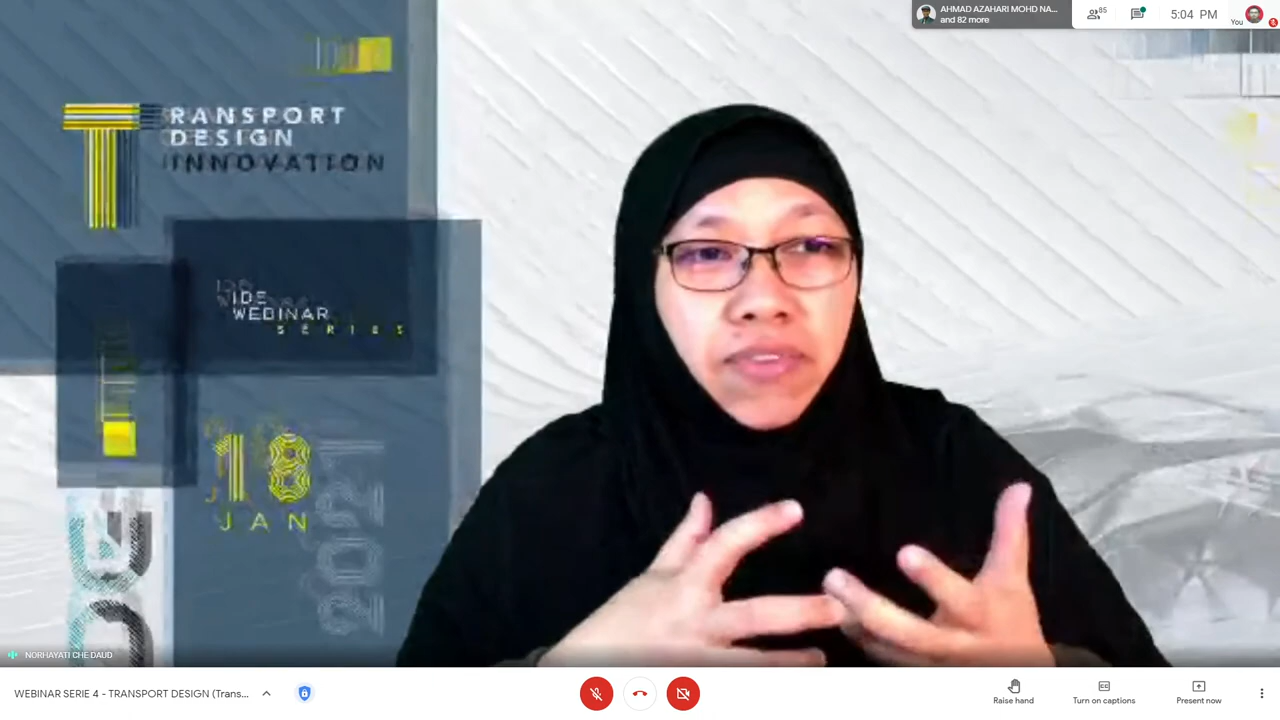 AHMAD AZAHARI MOHD NA...
and 82 more
85
5:04 PM
You
TRANSPORT
DESIGN
INNOVATION
IDE
WEBINAR
SERIES
18
JAN
2021
NORHAYATI CHE DAUD
WEBINAR SERIE 4 - TRANSPORT DESIGN (Trans...
Raise hand
Turn on captions
Present now